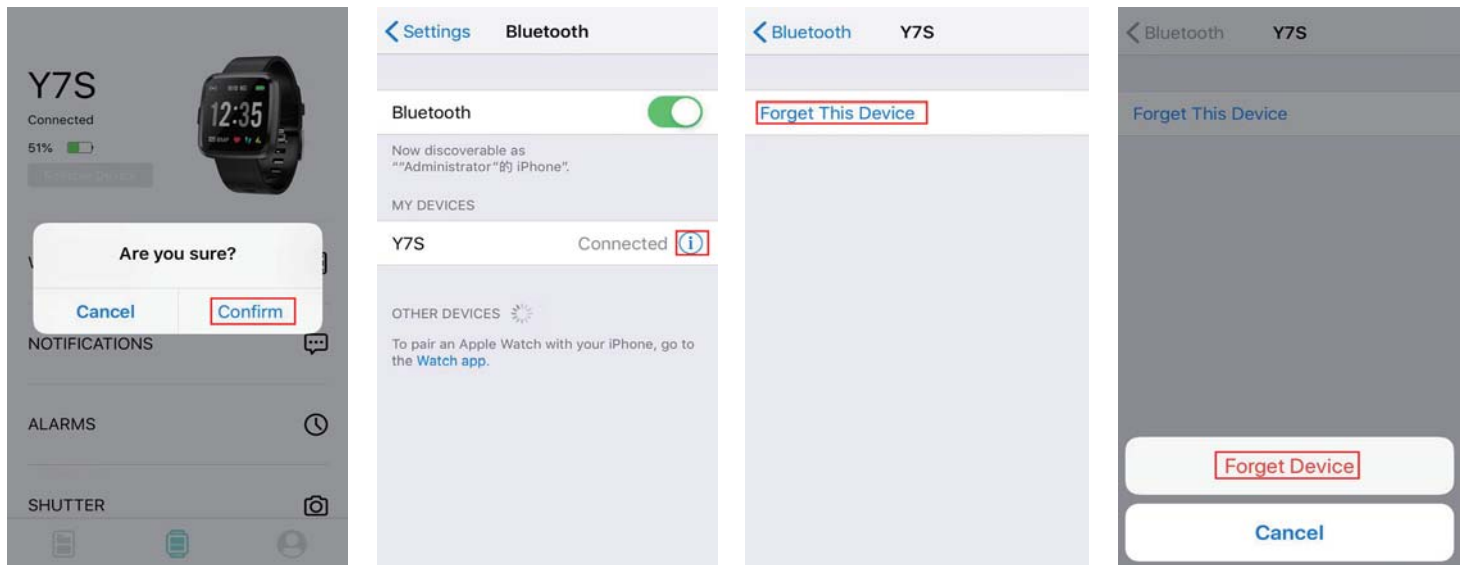 Y7S
Connected
51%
12:35
Remove Device
Are you sure?
Cancel
Confirm
NOTIFICATIONS
ALARMS
SHUTTER
Settings
Bluetooth
Bluetooth
Now discoverable as
““Administrator“的 iPhone”.
MY DEVICES
Y7S
Connected
OTHER DEVICES
To pair an Apple Watch with your iPhone, go to
the Watch app.
Bluetooth
Y7S
Forget This Device
Bluetooth
Y7S
Forget This Device
Forget Device
Cancel